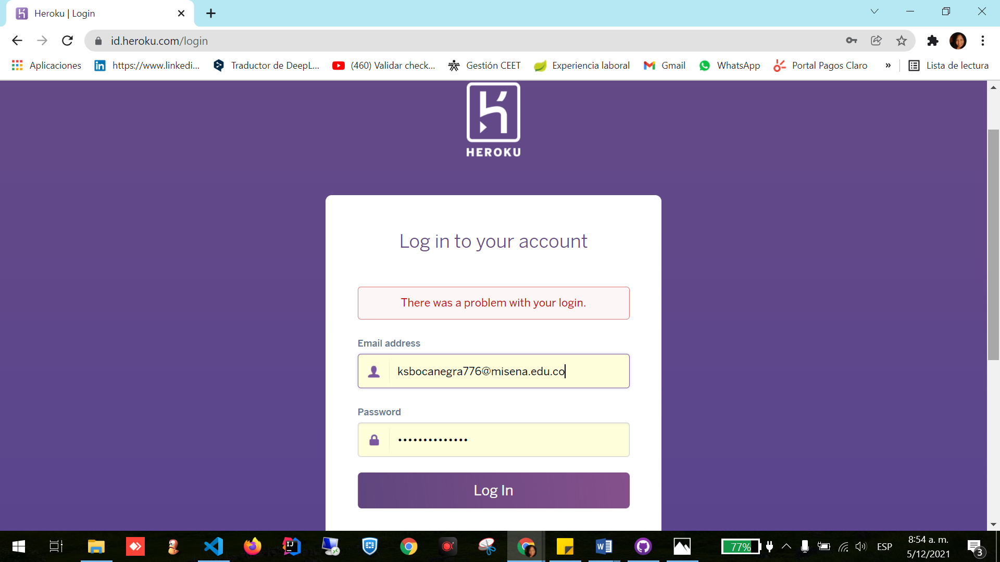 Heroku | Login
id.heroku.com/login
Aplicaciones
https://www.linkedi...
Traductor de DeepL...
(460) Validar check...
SENA
Gestión CEET
Experiencia laboral
Gmail
WhatsApp
Portal Pagos Claro
»
Lista de lectura
HEROKU
Log in to your account
There was a problem with your login.
Email address
ksbocanegra776@misena.edu.co
Password
••••••••••••••
Log In
77%
ESP
8:54 a. m.
5/12/2021
3